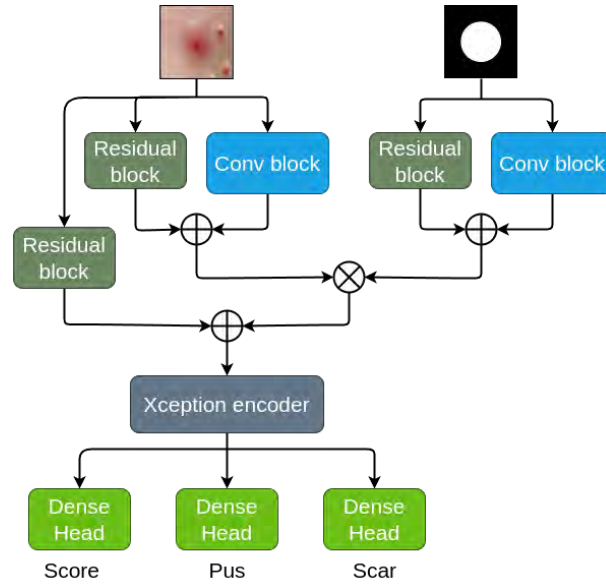 Residual
block
Conv block
Residual
block
Conv block
Residual
block
Xception encoder
Dense
Head
Dense
Head
Dense
Head
Score
Pus
Scar